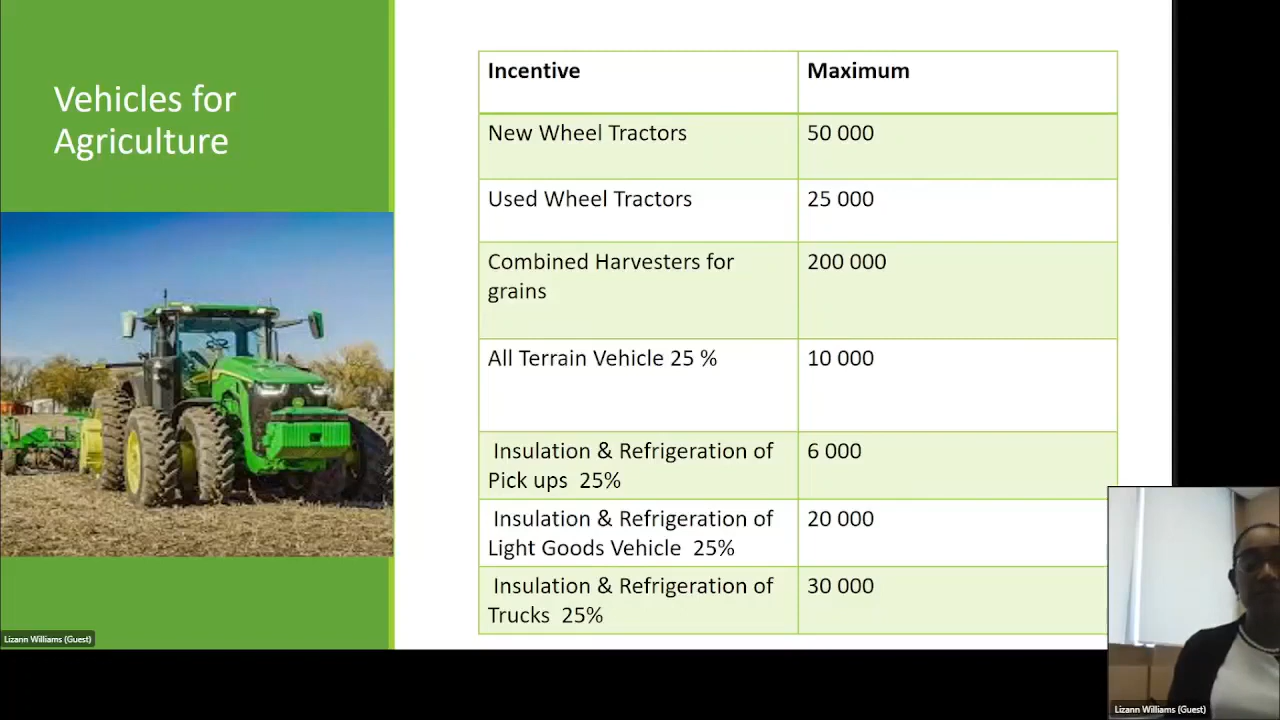 Vehicles for
Agriculture
Incentive
Maximum
New Wheel Tractors
50 000
Used Wheel Tractors
25 000
Combined Harvesters for
grains
200 000
All Terrain Vehicle 25 %
10 000
Insulation & Refrigeration of
Pick ups 25%
6 000
Insulation & Refrigeration of
Light Goods Vehicle 25%
20 000
Insulation & Refrigeration of
Trucks 25%
30 000
Lizann Williams (Guest)
Lizann Williams (Guest)